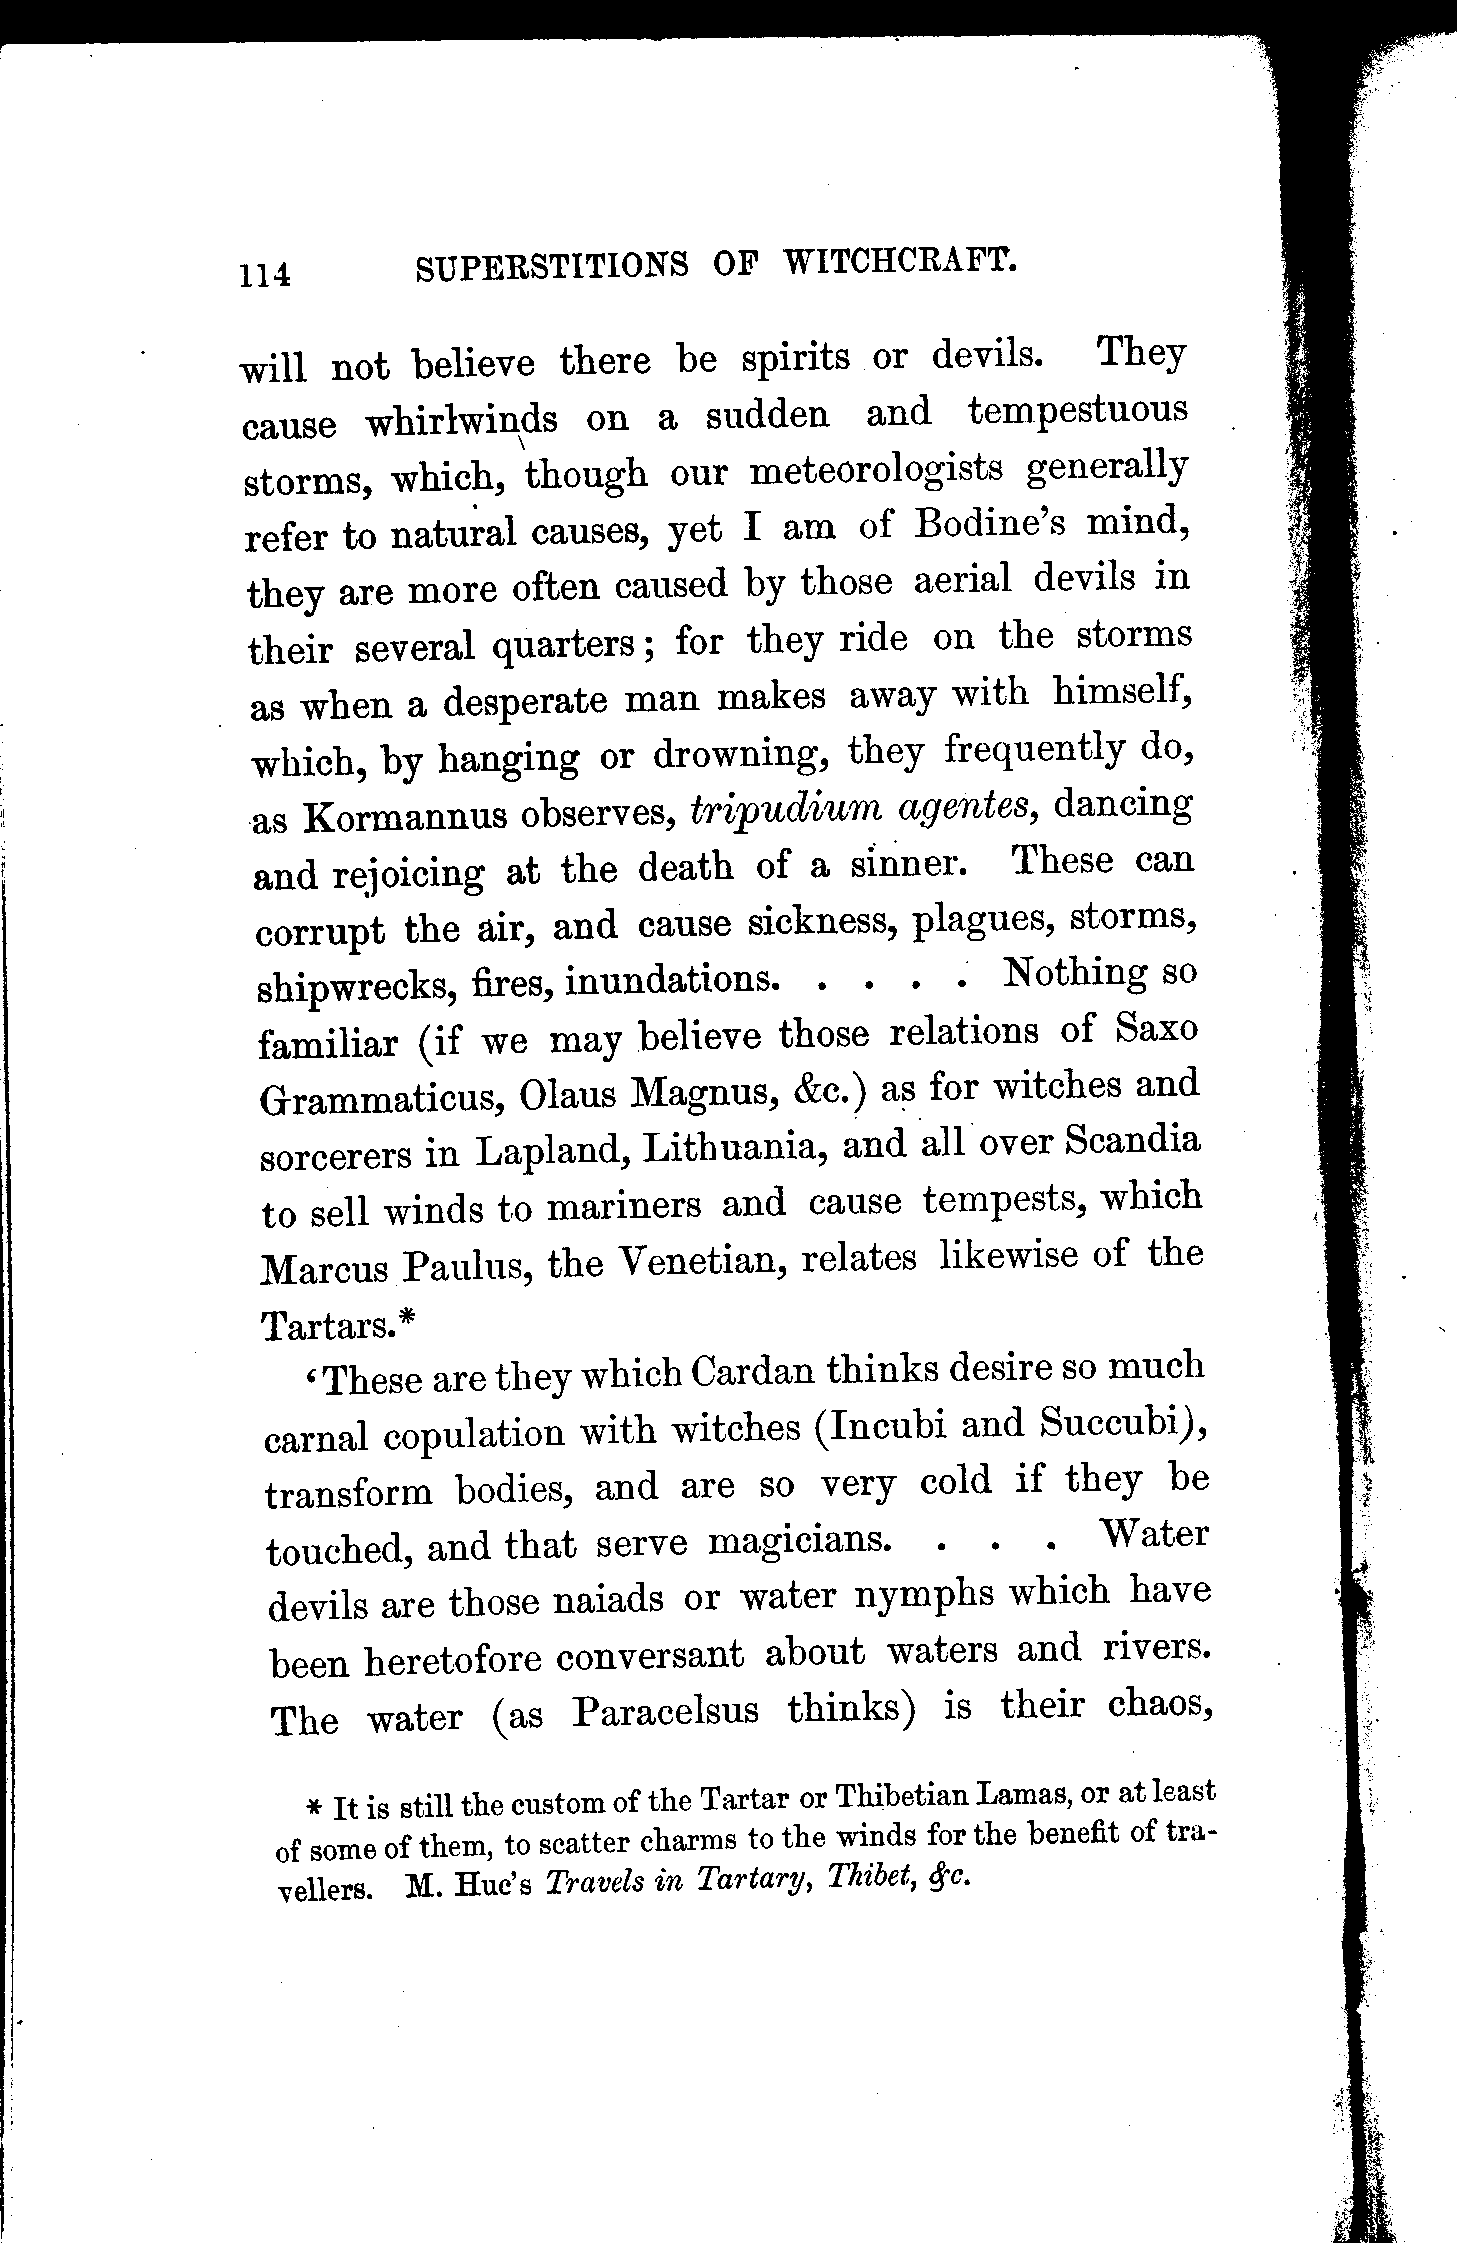 114 SUPERSTITIONS OF WITCHCRAFT.
will not believe there be spirits or devils. They
cause whirlwinds on a sudden and tempestuous
storms, which, though our meteorologists generally
refer to natural causes, yet I am of Bodine's mind,
they are more often caused by those aerial devils in
their several quarters; for they ride on the storms
as when a desperate man makes away with himself,
which, by hanging or drowning, they frequently do,
as Kormannus observes, tripudium agentes, dancing
and rejoicing at the death of a sinner. These can
corrupt the air, and cause sickness, plagues, storms,
shipwrecks, fires, inundations. . . . . Nothing so
familiar (if we may believe those relations of Saxo
Grammaticus, Olaus Magnus, &c.) as for witches and
sorcerers in Lapland, Lithuania, and all over Scandia
to sell winds to mariners and cause tempests, which
Marcus Paulus, the Venetian, relates likewise of the
Tartars.*
‘These are they which Cardan thinks desire so much
carnal copulation with witches (Incubi and Succubi),
transform bodies, and are so very cold if they be
touched, and that serve magicians. . . . Water
devils are those naiads or water nymphs which have
been heretofore conversant about waters and rivers.
The water (as Paracelsus thinks) is their chaos,
* It is still the custom of the Tartar or Thibetian Lamas, or at least
of some of them, to scatter charms to the winds for the benefit of tra-
vellers. M. Huc's Travels in Tartary, Thibet, &c.